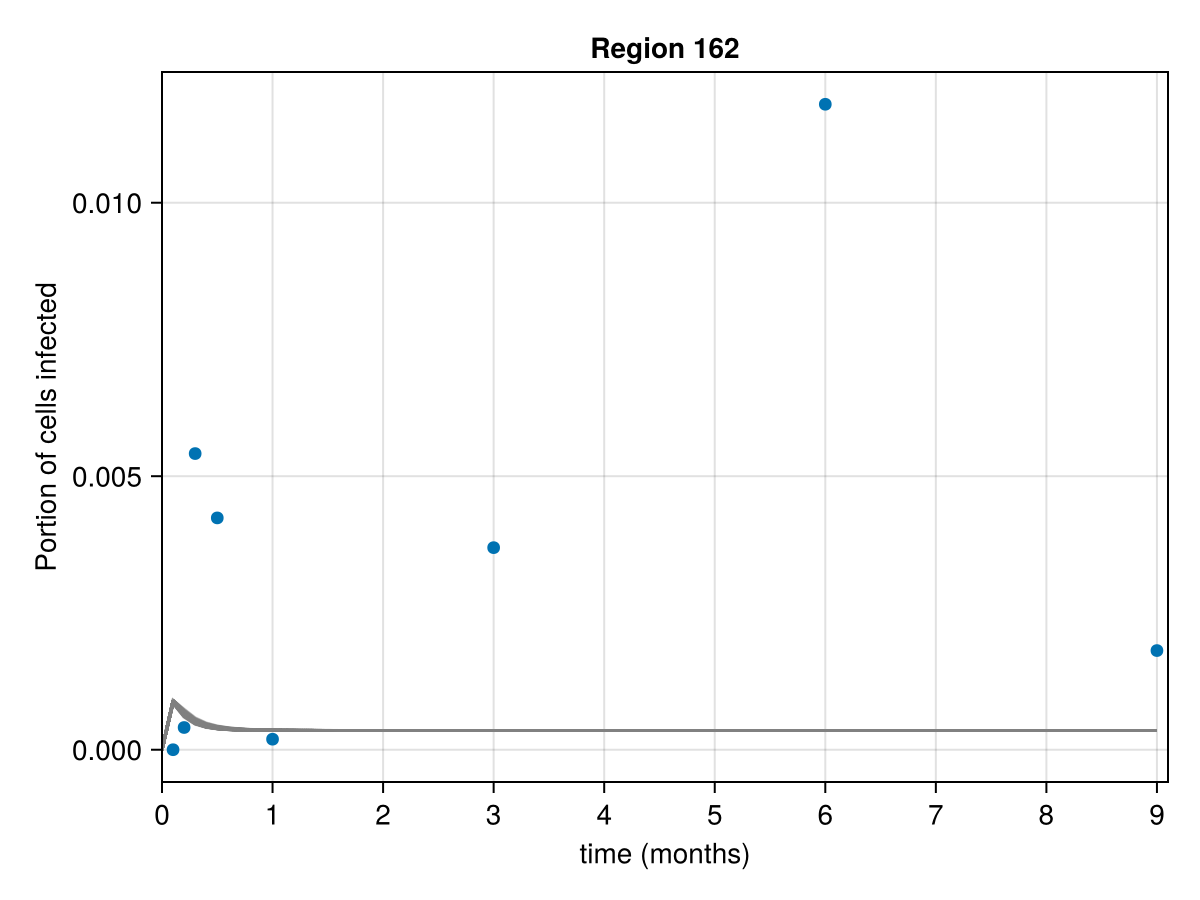 Region 162
Portion of cells infected
0.010
0.005
0.000
0 1 2 3 4 5 6 7 8 9
time (months)